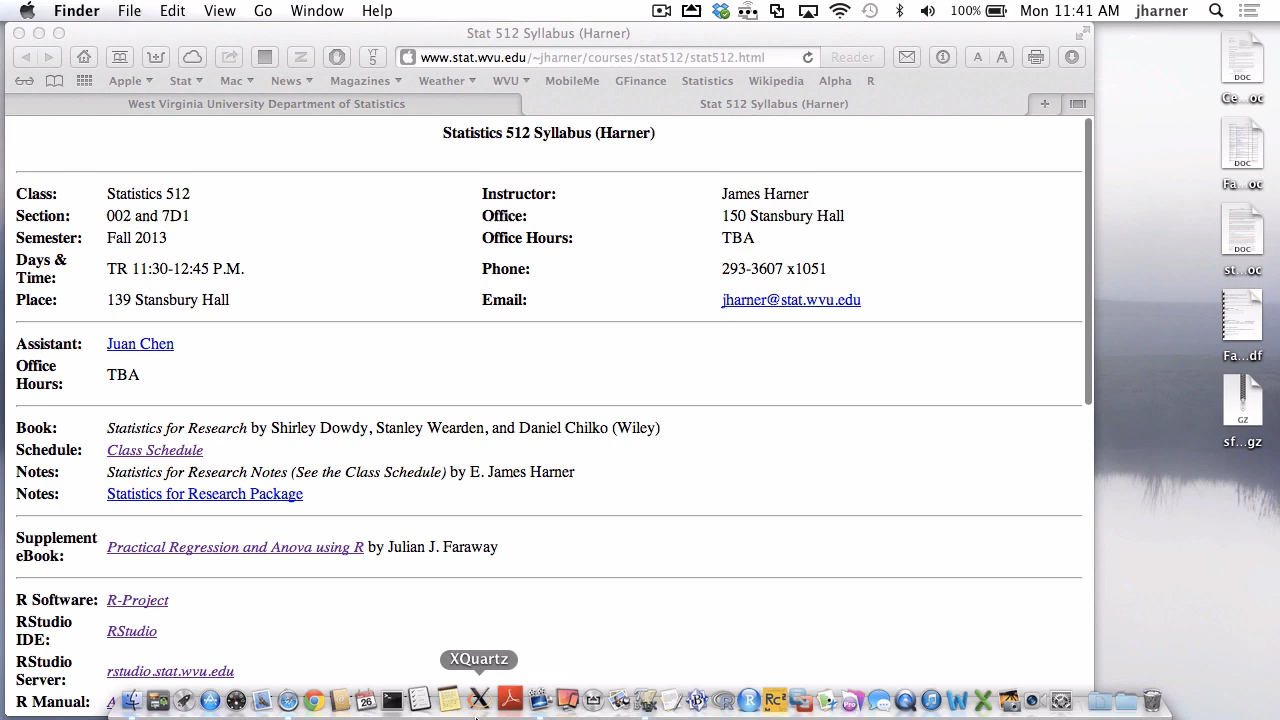 Finder File Edit View Go Window Help 100% Mon 11:41 AM jharner
Stat 512 Syllabus (Harner)
www.stat.wvu.edu/~jharner/courses/stat512/stat512.html Reader
Apple Stat Mac News Magazines Weather WVU MobileMe GFinance Statistics Wikipedia Alpha R
West Virginia University Department of Statistics Stat 512 Syllabus (Harner)
Statistics 512 Syllabus (Harner)
Class: Statistics 512 Instructor: James Harner
Section: 002 and 7D1 Office: 150 Stansbury Hall
Semester: Fall 2013 Office Hours: TBA
Days & Time: TR 11:30-12:45 P.M. Phone: 293-3607 x1051
Place: 139 Stansbury Hall Email: jharner@stat.wvu.edu
Assistant: Juan Chen
Office Hours: TBA
Book: Statistics for Research by Shirley Dowdy, Stanley Wearden, and Daniel Chilko (Wiley)
Schedule: Class Schedule
Notes: Statistics for Research Notes (See the Class Schedule) by E. James Harner
Notes: Statistics for Research Package
Supplement eBook: Practical Regression and Anova using R by Julian J. Faraway
R Software: R-Project
RStudio IDE: RStudio
RStudio Server: rstudio.stat.wvu.edu
R Manual:
XQuartz
DOC
Ce...oc
DOC
Fa...oc
DOC
st...oc
Fa...df
GZ
sf...gz